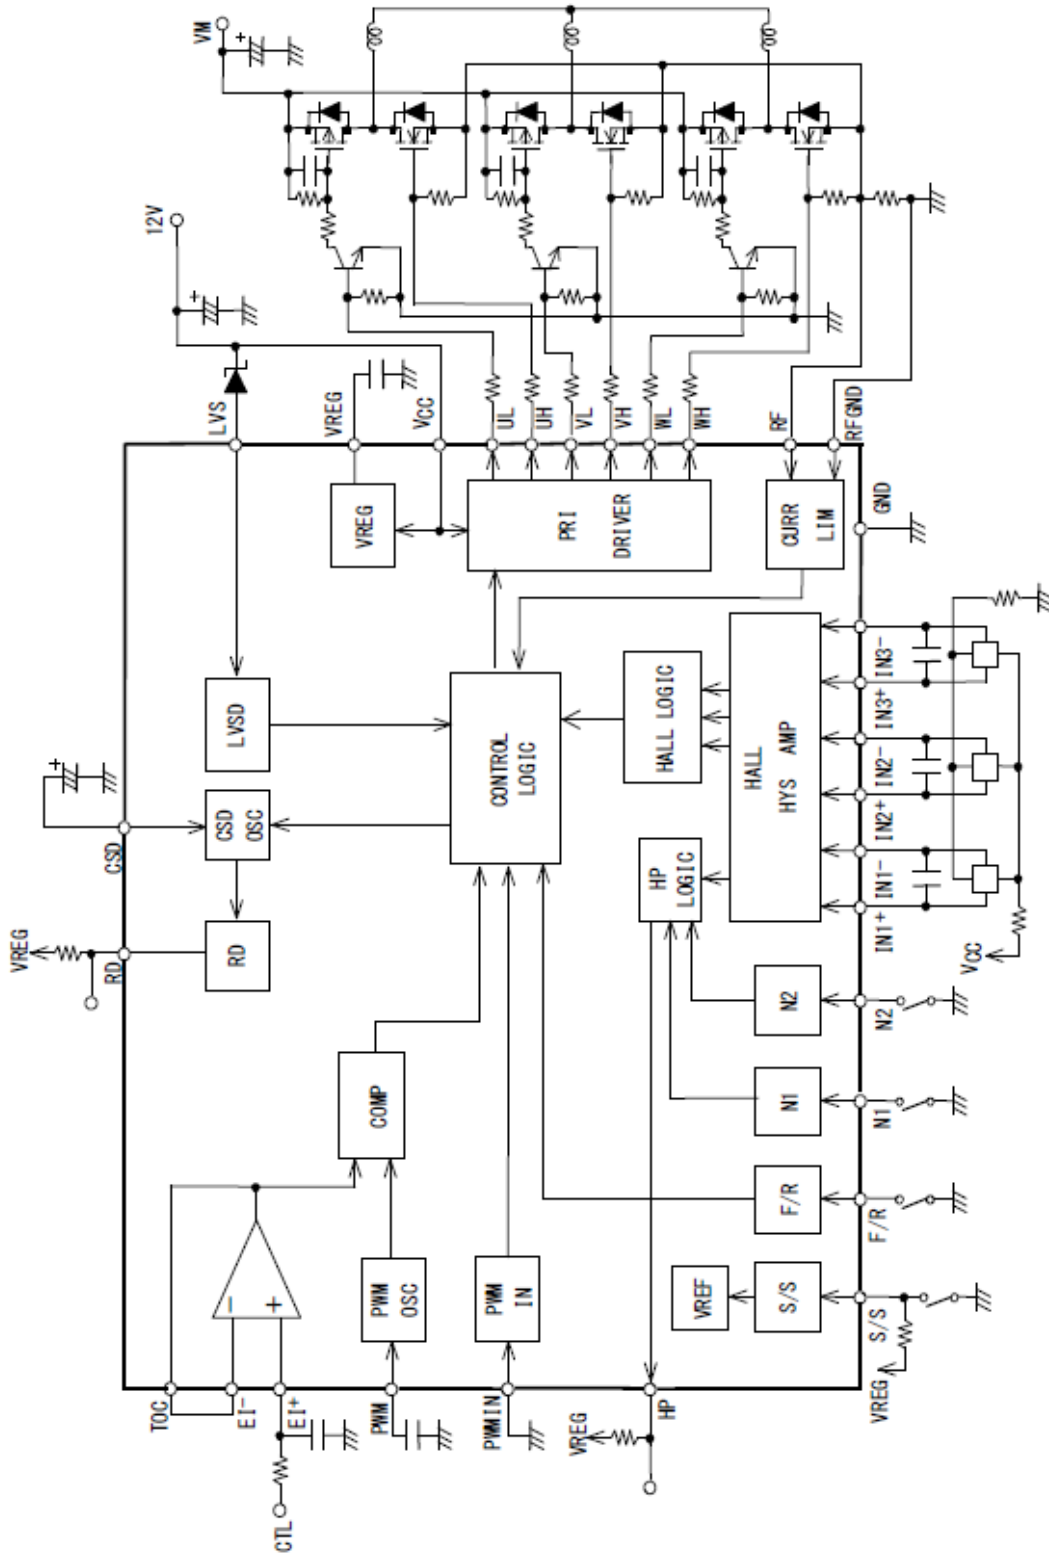 VM
12V
LVS
VREG
VCC
UL
UH
VL
VH
WL
WH
RF
RFGND
GND
VREG
PRI
DRIVER
CURR
LIM
CSD
LVSD
CSD
OSC
CONTROL
LOGIC
HALL LOGIC
HALL
HYS AMP
IN3-
IN3+
IN2-
IN2+
IN1-
IN1+
VCC
VREG
RD
RD
HP
LOGIC
COMP
N2
N2
N1
N1
F/R
F/R
PWM
OSC
PWM
IN
VREF
S/S
S/S
VREG
-
+
TOC
EI-
EI+
PWM
PWMIN
HP
VREG
CTL
+
+
+